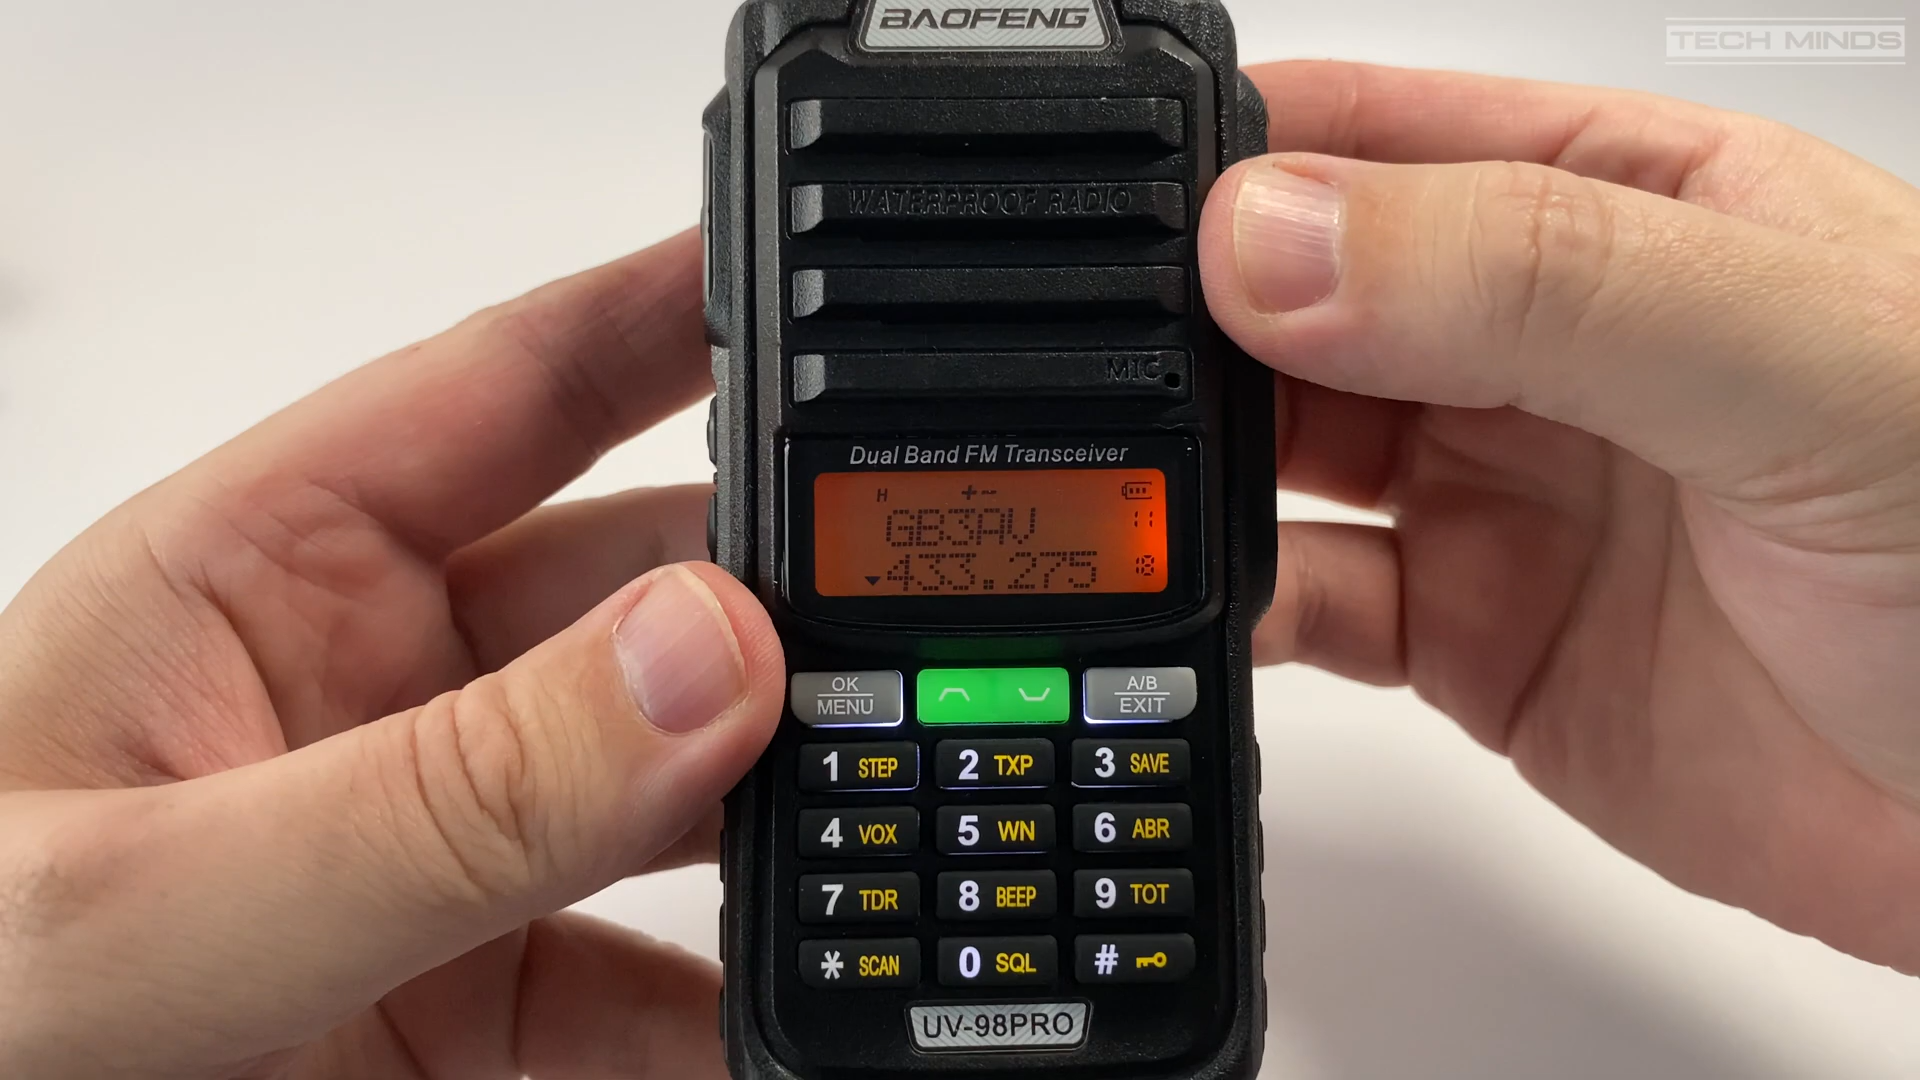 BAOFENG
TECH MINDS
WATERPROOF RADIO
MIC
Dual Band FM Transceiver
H +-
GB3AV 11
433.275 18
OK MENU
A/B EXIT
1 STEP 2 TXP 3 SAVE
4 VOX 5 WN 6 ABR
7 TDR 8 BEEP 9 TOT
* SCAN 0 SQL #
UV-98PRO